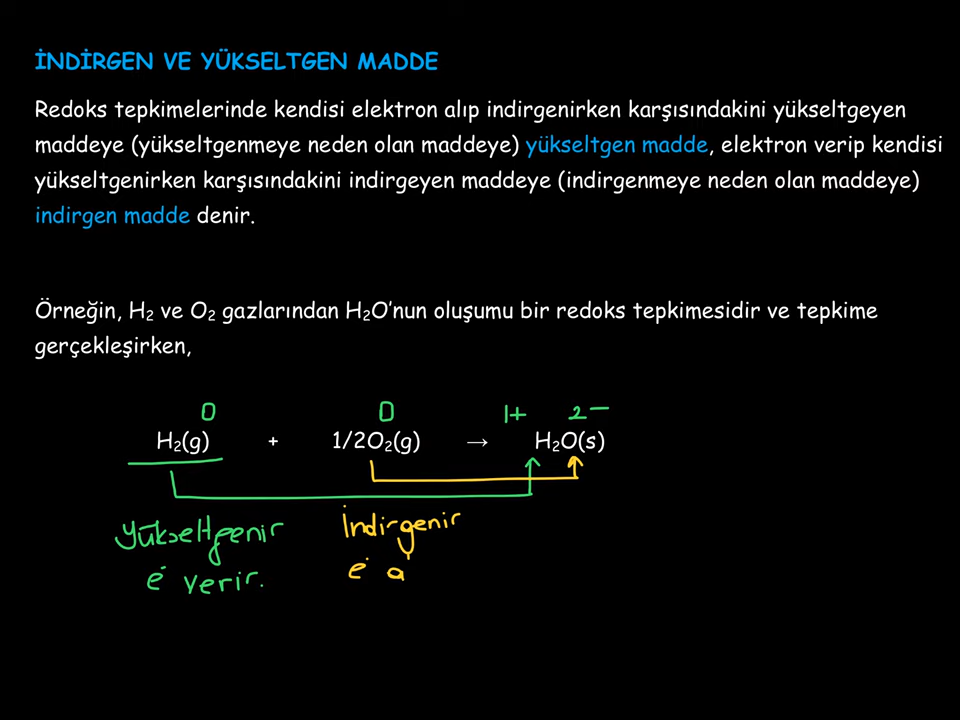 İNDİRGEN VE YÜKSELTGEN MADDE
Redoks tepkimelerinde kendisi elektron alıp indirgenirken karşısındakini yükseltgeyen
maddeye (yükseltgenmeye neden olan maddeye) yükseltgen madde, elektron verip kendisi
yükseltgenirken karşısındakini indirgeyen maddeye (indirgenmeye neden olan maddeye)
indirgen madde denir.
Örneğin, H₂ ve O₂ gazlarından H₂O’nun oluşumu bir redoks tepkimesidir ve tepkime
gerçekleşirken,
0 0 1+ 2-
H₂(g) + 1/2O₂(g) → H₂O(s)
Yükseltgenir İndirgenir
e⁻ verir. e⁻ a